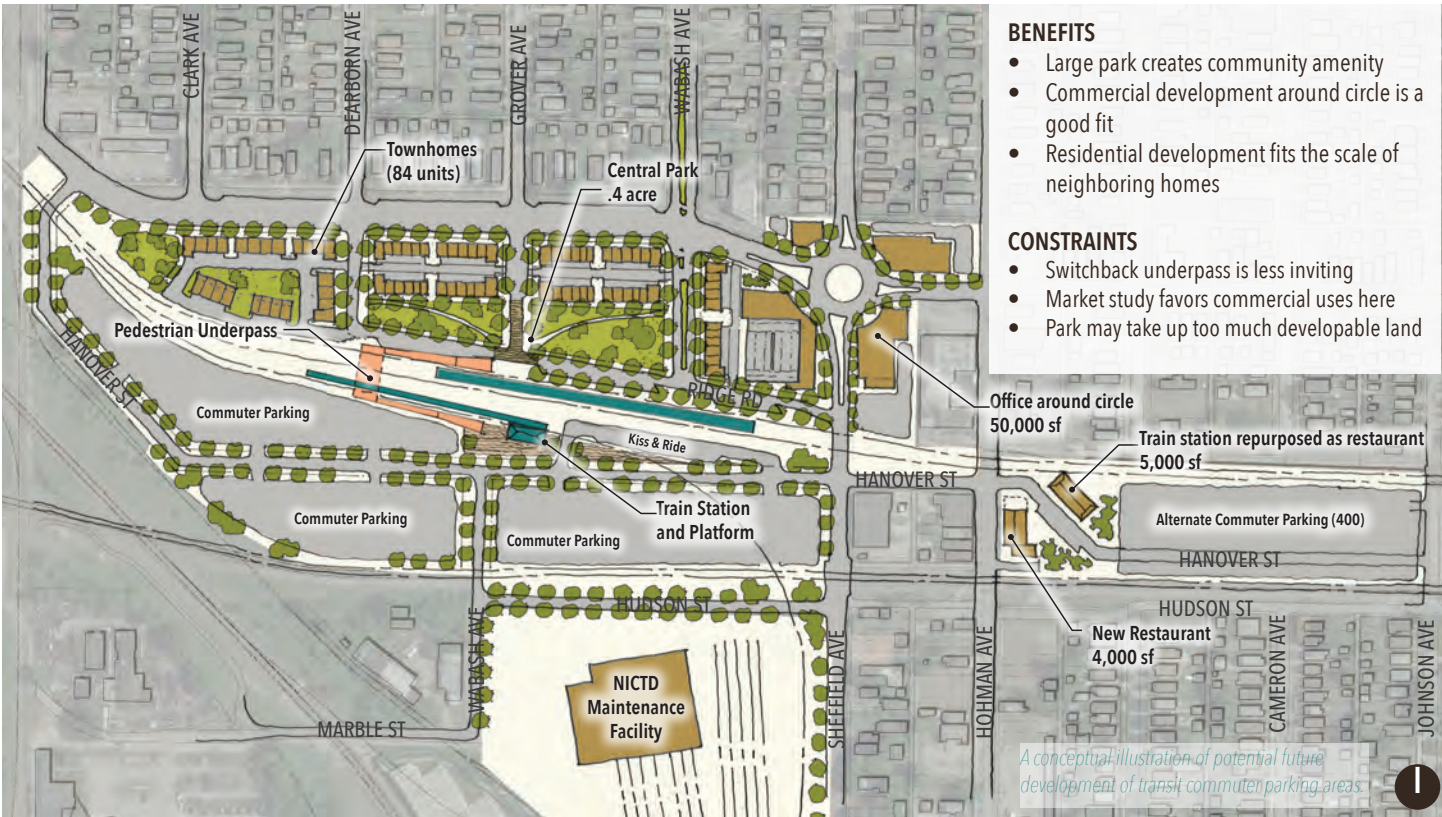 CLARK AVE
DEARBORN AVE
GROVER AVE
WABASH AVE
BENEFITS
• Large park creates community amenity
• Commercial development around circle is a
good fit
• Residential development fits the scale of
neighboring homes
CONSTRAINTS
• Switchback underpass is less inviting
• Market study favors commercial uses here
• Park may take up too much developable land
Townhomes
(84 units)
Central Park
.4 acre
Pedestrian Underpass
HANOVER ST
Commuter Parking
RIDGE RD
Kiss & Ride
Office around circle
50,000 sf
Train station repurposed as restaurant
5,000 sf
HANOVER ST
Commuter Parking
Train Station
and Platform
Commuter Parking
Alternate Commuter Parking (400)
HANOVER ST
HUDSON ST
HUDSON ST
New Restaurant
4,000 sf
WABASH AVE
NICTD
Maintenance
Facility
SHEFFIELD AVE
HOHMAN AVE
CAMERON AVE
JOHNSON AVE
MARBLE ST
A conceptual illustration of potential future
development of transit commuter parking areas.
1